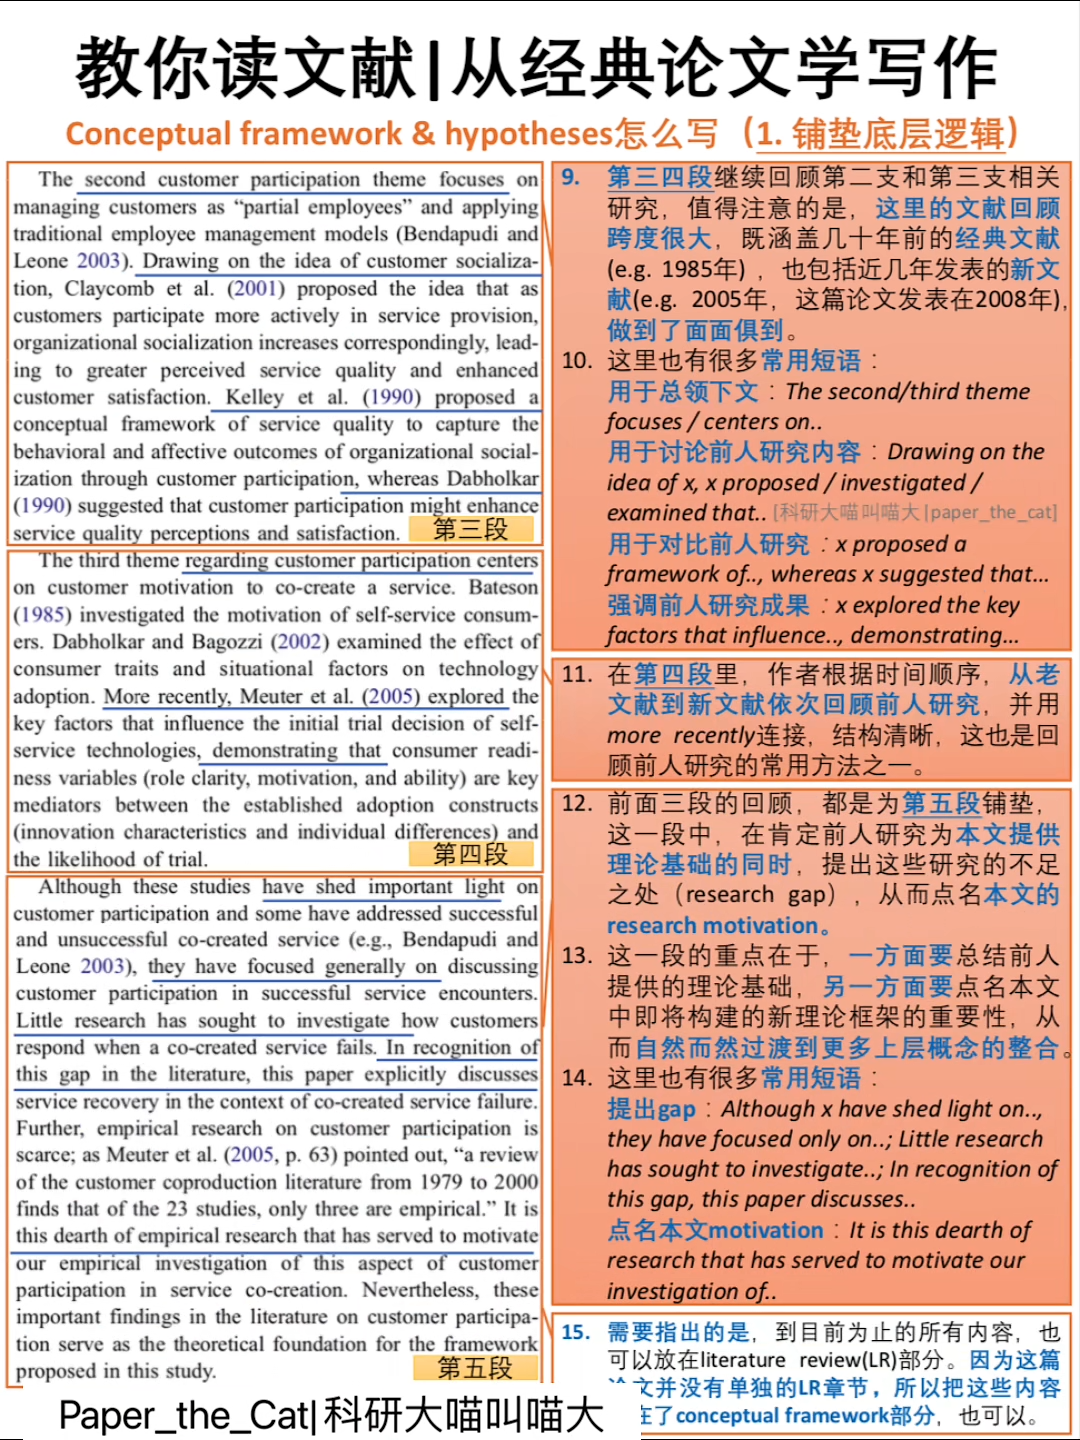 教你读文献|从经典论文学写作
Conceptual framework & hypotheses怎么写（1. 铺垫底层逻辑）
The second customer participation theme focuses on
managing customers as “partial employees” and applying
traditional employee management models (Bendapudi and
Leone 2003). Drawing on the idea of customer socializa-
tion, Claycomb et al. (2001) proposed the idea that as
customers participate more actively in service provision,
organizational socialization increases correspondingly, lead-
ing to greater perceived service quality and enhanced
customer satisfaction. Kelley et al. (1990) proposed a
conceptual framework of service quality to capture the
behavioral and affective outcomes of organizational social-
ization through customer participation, whereas Dabholkar
(1990) suggested that customer participation might enhance
service quality perceptions and satisfaction.
第三段
The third theme regarding customer participation centers
on customer motivation to co-create a service. Bateson
(1985) investigated the motivation of self-service consum-
ers. Dabholkar and Bagozzi (2002) examined the effect of
consumer traits and situational factors on technology
adoption. More recently, Meuter et al. (2005) explored the
key factors that influence the initial trial decision of self-
service technologies, demonstrating that consumer readi-
ness variables (role clarity, motivation, and ability) are key
mediators between the established adoption constructs
(innovation characteristics and individual differences) and
the likelihood of trial.
第四段
Although these studies have shed important light on
customer participation and some have addressed successful
and unsuccessful co-created service (e.g., Bendapudi and
Leone 2003), they have focused generally on discussing
customer participation in successful service encounters.
Little research has sought to investigate how customers
respond when a co-created service fails. In recognition of
this gap in the literature, this paper explicitly discusses
service recovery in the context of co-created service failure.
Further, empirical research on customer participation is
scarce; as Meuter et al. (2005, p. 63) pointed out, “a review
of the customer coproduction literature from 1979 to 2000
finds that of the 23 studies, only three are empirical.” It is
this dearth of empirical research that has served to motivate
our empirical investigation of this aspect of customer
participation in service co-creation. Nevertheless, these
important findings in the literature on customer participa-
tion serve as the theoretical foundation for the framework
proposed in this study.
第五段
9. 第三四段继续回顾第二支和第三支相关
研究，值得注意的是，这里的文献回顾
跨度很大，既涵盖几十年前的经典文献
(e.g. 1985年)，也包括近几年发表的新文
献(e.g. 2005年，这篇论文发表在2008年),
做到了面面俱到。
10. 这里也有很多常用短语：
用于总领下文：The second/third theme
focuses / centers on..
用于讨论前人研究内容：Drawing on the
idea of x, x proposed / investigated /
examined that.. [科研大喵叫喵大|paper_the_cat]
用于对比前人研究：x proposed a
framework of.., whereas x suggested that...
强调前人研究成果：x explored the key
factors that influence.., demonstrating...
11. 在第四段里，作者根据时间顺序，从老
文献到新文献依次回顾前人研究，并用
more recently连接，结构清晰，这也是回
顾前人研究的常用方法之一。
12. 前面三段的回顾，都是为第五段铺垫，
这一段中，在肯定前人研究为本文提供
理论基础的同时，提出这些研究的不足
之处（research gap），从而点名本文的
research motivation。
13. 这一段的重点在于，一方面要总结前人
提供的理论基础，另一方面要点名本文
中即将构建的新理论框架的重要性，从
而自然而然过渡到更多上层概念的整合。
14. 这里也有很多常用短语：
提出gap：Although x have shed light on..,
they have focused only on..; Little research
has sought to investigate..; In recognition of
this gap, this paper discusses..
点名本文motivation：It is this dearth of
research that has served to motivate our
investigation of..
15. 需要指出的是，到目前为止的所有内容，也
可以放在literature review(LR)部分。因为这篇
文并没有单独的LR章节，所以把这些内容
在了conceptual framework部分，也可以。
Paper_the_Cat|科研大喵叫喵大